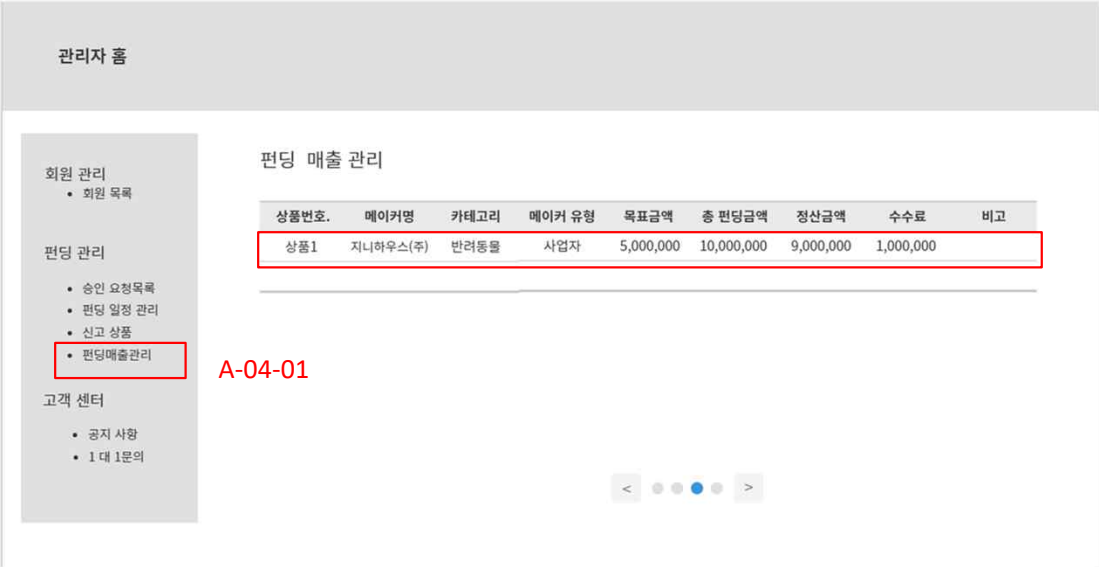 관리자 홈
회원 관리
• 회원 목록
펀딩 관리
• 승인 요청목록
• 펀딩 일정 관리
• 신고 상품
• 펀딩매출관리
고객 센터
• 공지 사항
• 1 대 1문의
A-04-01
펀딩 매출 관리
상품번호. 메이커명 카테고리 메이커 유형 목표금액 총 펀딩금액 정산금액 수수료 비고
상품1 지니하우스(주) 반려동물 사업자 5,000,000 10,000,000 9,000,000 1,000,000
< >